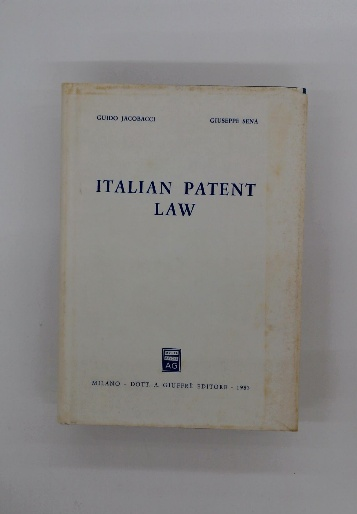 GUIDO JACOBACCI GIUSEPPE SENA
ITALIAN PATENT
LAW
AG
MILANO - DOTT. A. GIUFFRÈ EDITORE -